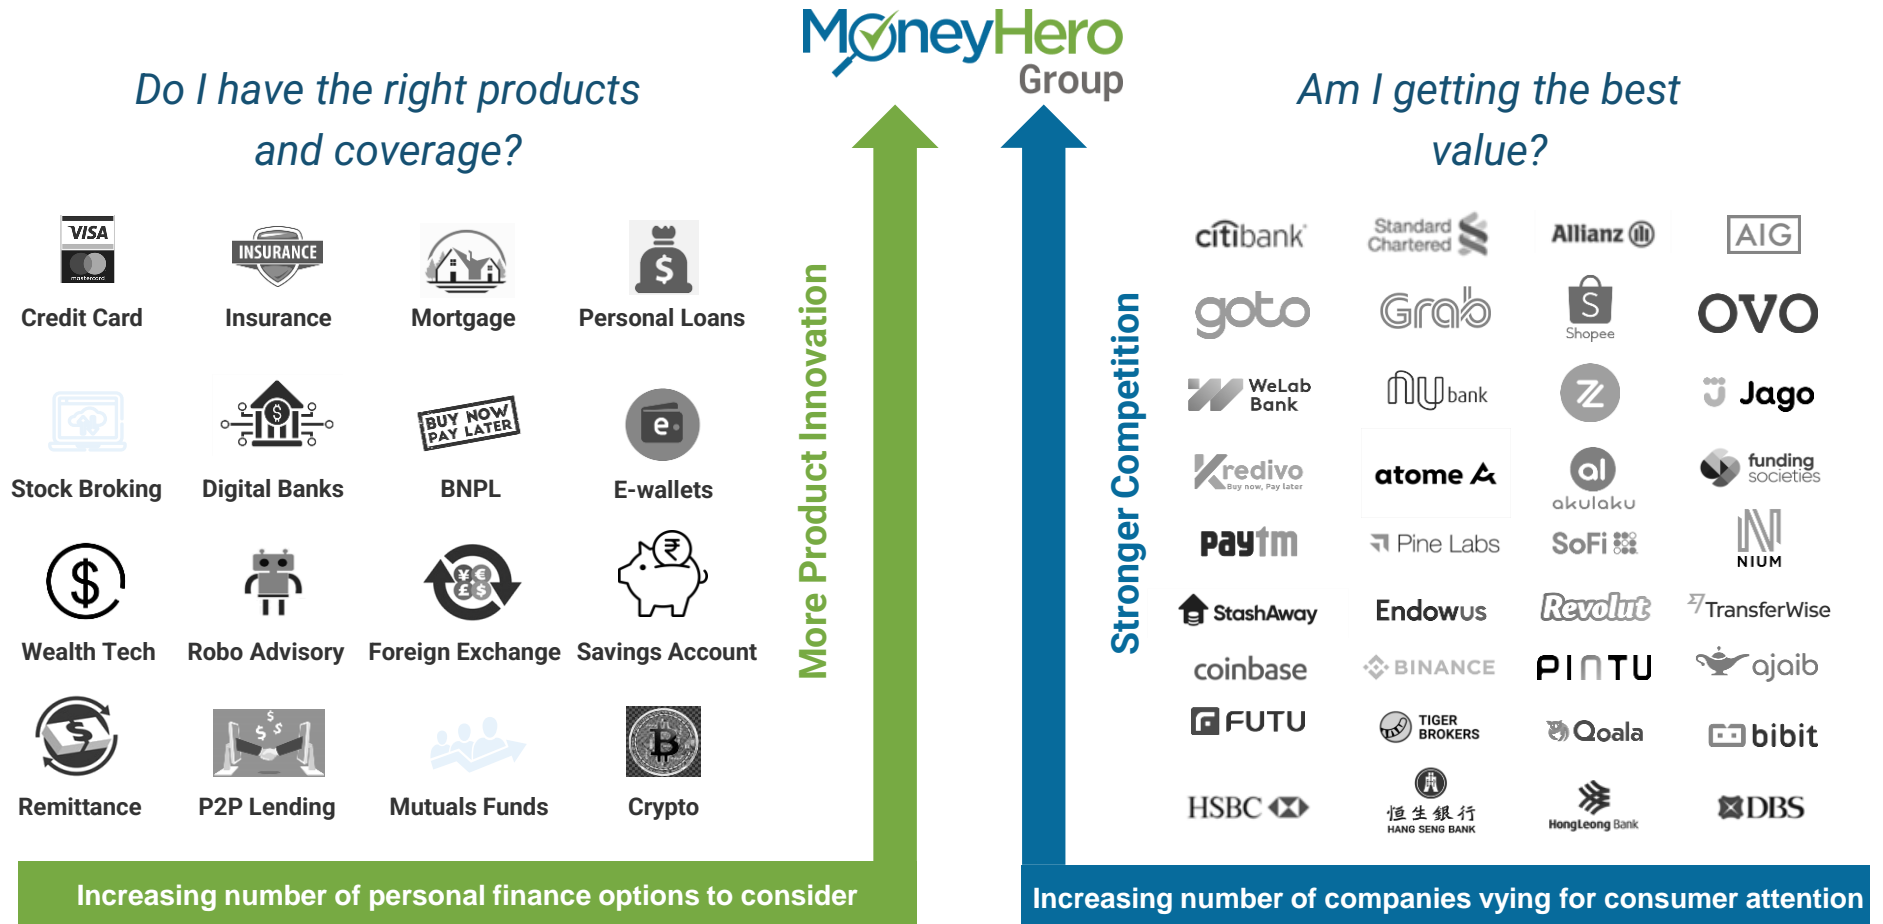 MoneyHero
Group
Do I have the right products
and coverage?
Am I getting the best
value?
VISA
mastercard
Credit Card
INSURANCE
Insurance
Mortgage
$
Personal Loans
Stock Broking
$
Digital Banks
BUY NOW
PAY LATER
BNPL
e
E-wallets
$
Wealth Tech
Robo Advisory
¥ €
£ $
Foreign Exchange
₹
Savings Account
$
Remittance
$ $ $ $
P2P Lending
Mutuals Funds
B
Crypto
More Product Innovation
Increasing number of personal finance options to consider
Stronger Competition
citibank
Standard
Chartered
Allianz
AIG
goto
Grab
S
Shopee
OVO
WeLab
Bank
nu bank
Z
Jago
Kredivo
Buy now, Pay later
atome A
al
akulaku
funding
societies
paytm
Pine Labs
SoFi
N
NIUM
StashAway
Endowus
Revolut
TransferWise
coinbase
BINANCE
PINTU
ajaib
FUTU
TIGER
BROKERS
Qoala
bibit
HSBC
恒生銀行
HANG SENG BANK
HongLeong Bank
DBS
Increasing number of companies vying for consumer attention